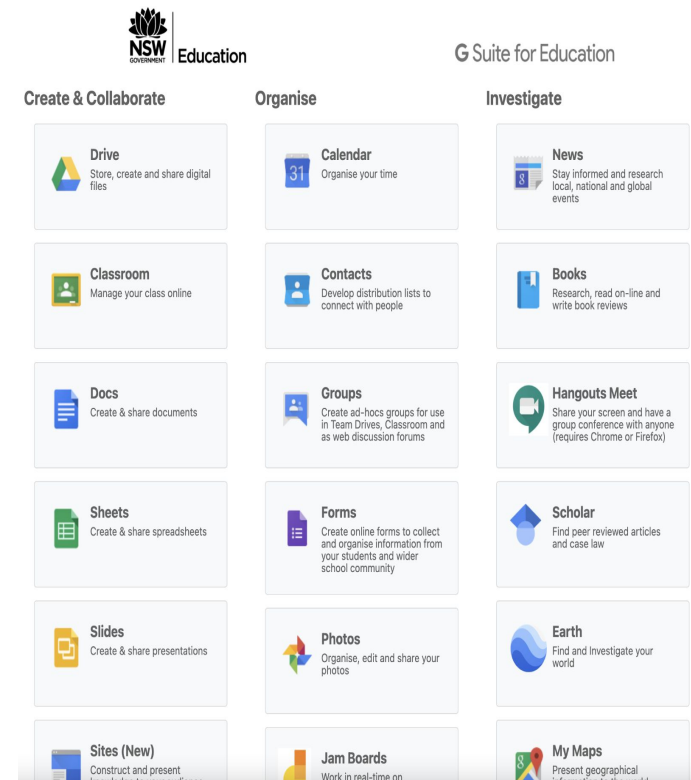 NSW
GOVERNMENT
Education
G Suite for Education
Create & Collaborate
Drive
Store, create and share digital
files
Classroom
Manage your class online
Docs
Create & share documents
Sheets
Create & share spreadsheets
Slides
Create & share presentations
Sites (New)
Construct and present
Organise
31
Calendar
Organise your time
Contacts
Develop distribution lists to
connect with people
Groups
Create ad-hocs groups for use
in Team Drives, Classroom and
as web discussion forums
Forms
Create online forms to collect
and organise information from
your students and wider
school community
Photos
Organise, edit and share your
photos
Jam Boards
Work in real-time on
Investigate
8
News
Stay informed and research
local, national and global
events
Books
Research, read on-line and
write book reviews
Hangouts Meet
Share your screen and have a
group conference with anyone
(requires Chrome or Firefox)
Scholar
Find peer reviewed articles
and case law
Earth
Find and Investigate your
world
8
My Maps
Present geographical